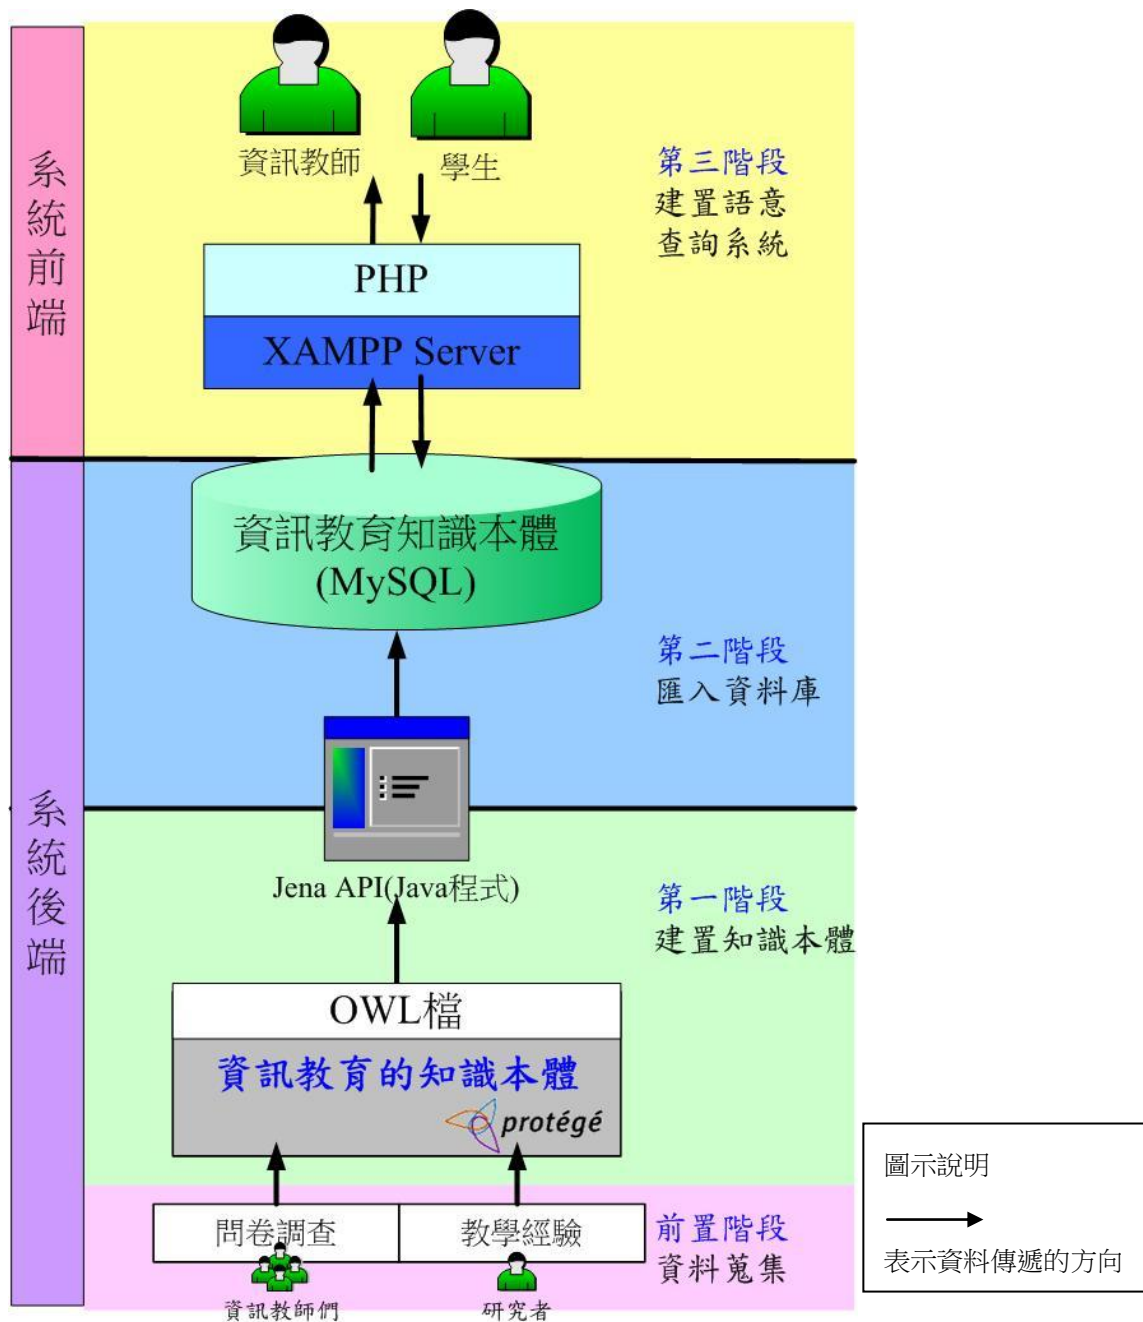 系統前端
資訊教師
學生
第三階段
建置語意
查詢系統
PHP
XAMPP Server
資訊教育知識本體
(MySQL)
第二階段
匯入資料庫
系統後端
Jena API(Java程式)
第一階段
建置知識本體
OWL檔
資訊教育的知識本體
protégé
問卷調查
教學經驗
前置階段
資料蒐集
資訊教師們
研究者
圖示說明
表示資料傳遞的方向